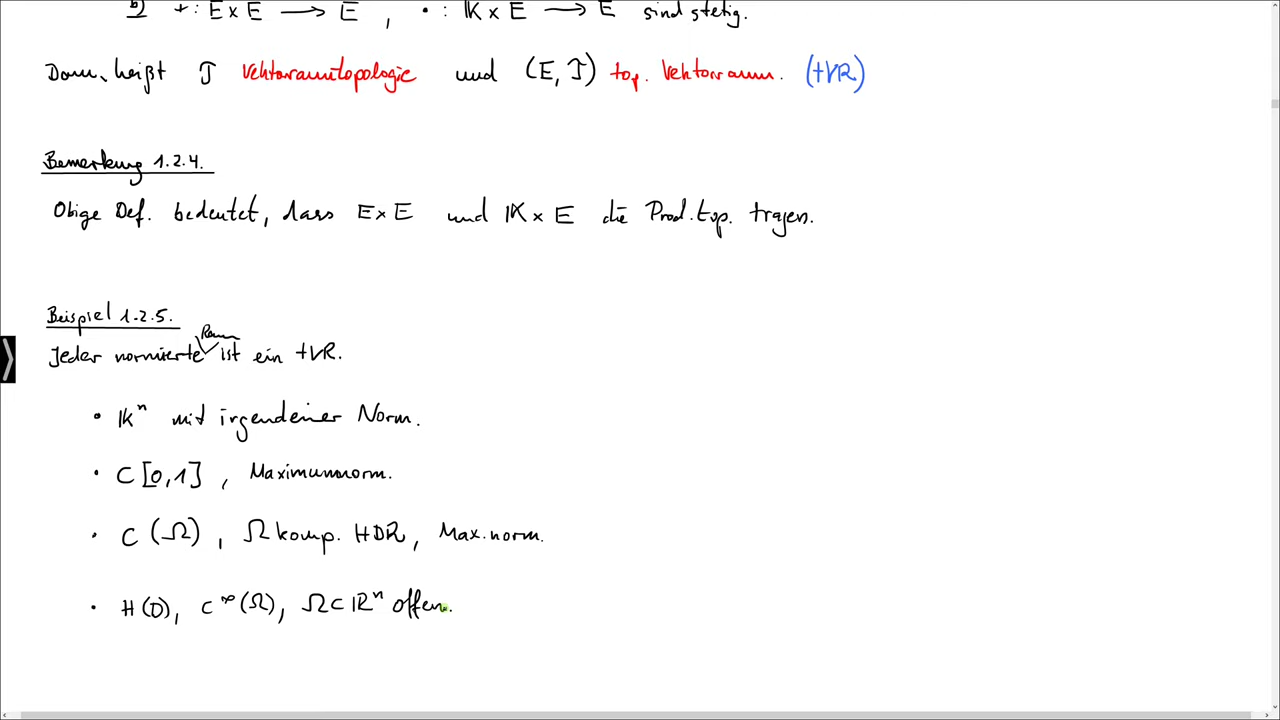 b) + : E × E ⟶ E , • : 𝕂 × E ⟶ E sind stetig.
Dann heißt 𝒯 Vektorraumtopologie und (E, 𝒯) top. Vektorraum. (tVR)
Bemerkung 1.2.4.
Obige Def. bedeutet, dass E × E und 𝕂 × E die Prod.top. tragen.
Beispiel 1.2.5.
Jeder normierte Raum ist ein tVR.
• 𝕂ⁿ mit irgendeiner Norm.
• C [0,1] , Maximumnorm.
• C (Ω) , Ω komp. HDR, Max.norm.
• H(D), C^∞(Ω), Ω ⊂ ℝⁿ offen.